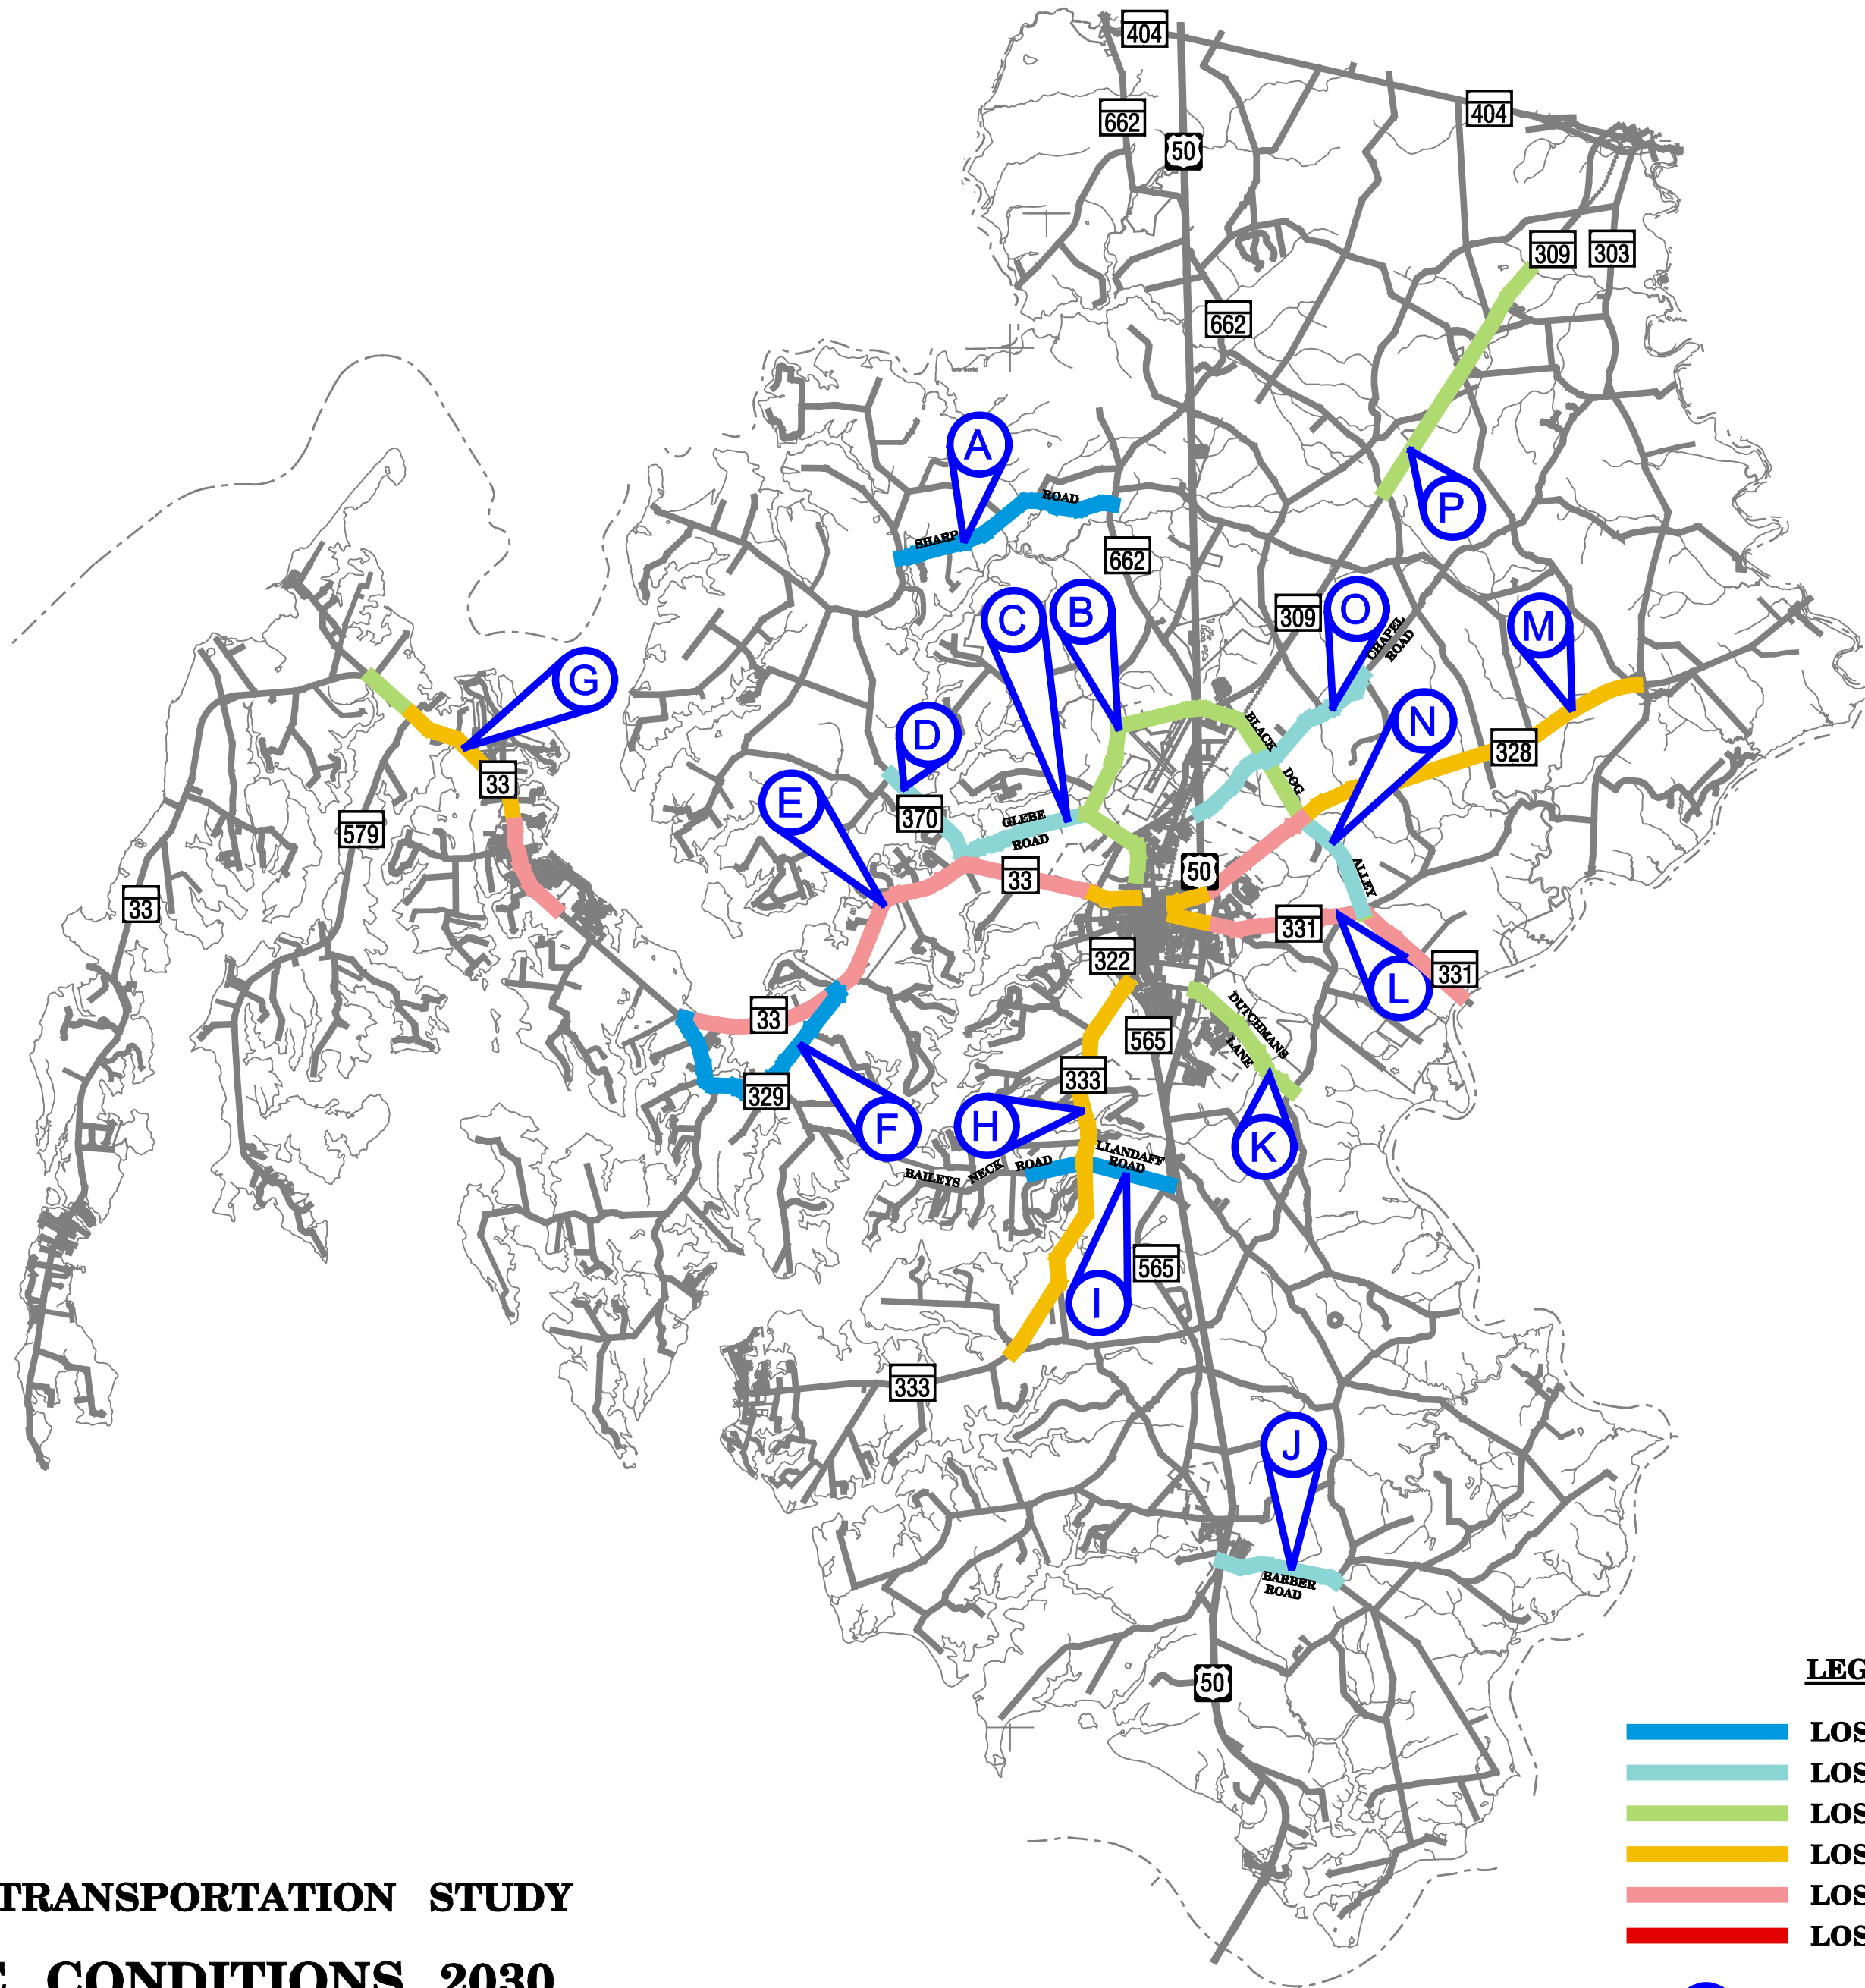 404
404
662
50
309
303
662
A
ROAD
SHARP
P
662
C
B
309
O
CHAPEL
ROAD
M
G
BLACK
N
D
328
33
DOG
E
370
GLEBE
ROAD
579
50
33
ALLEY
33
331
322
331
L
33
DUTCHMANS
LANE
565
333
329
H
F
K
LLANDAFF
ROAD
BAILEYS NECK ROAD
565
I
333
J
BARBER
ROAD
50
LEG
LOS
LOS
LOS
LOS
LOS
LOS
TRANSPORTATION STUDY
E CONDITIONS 2030